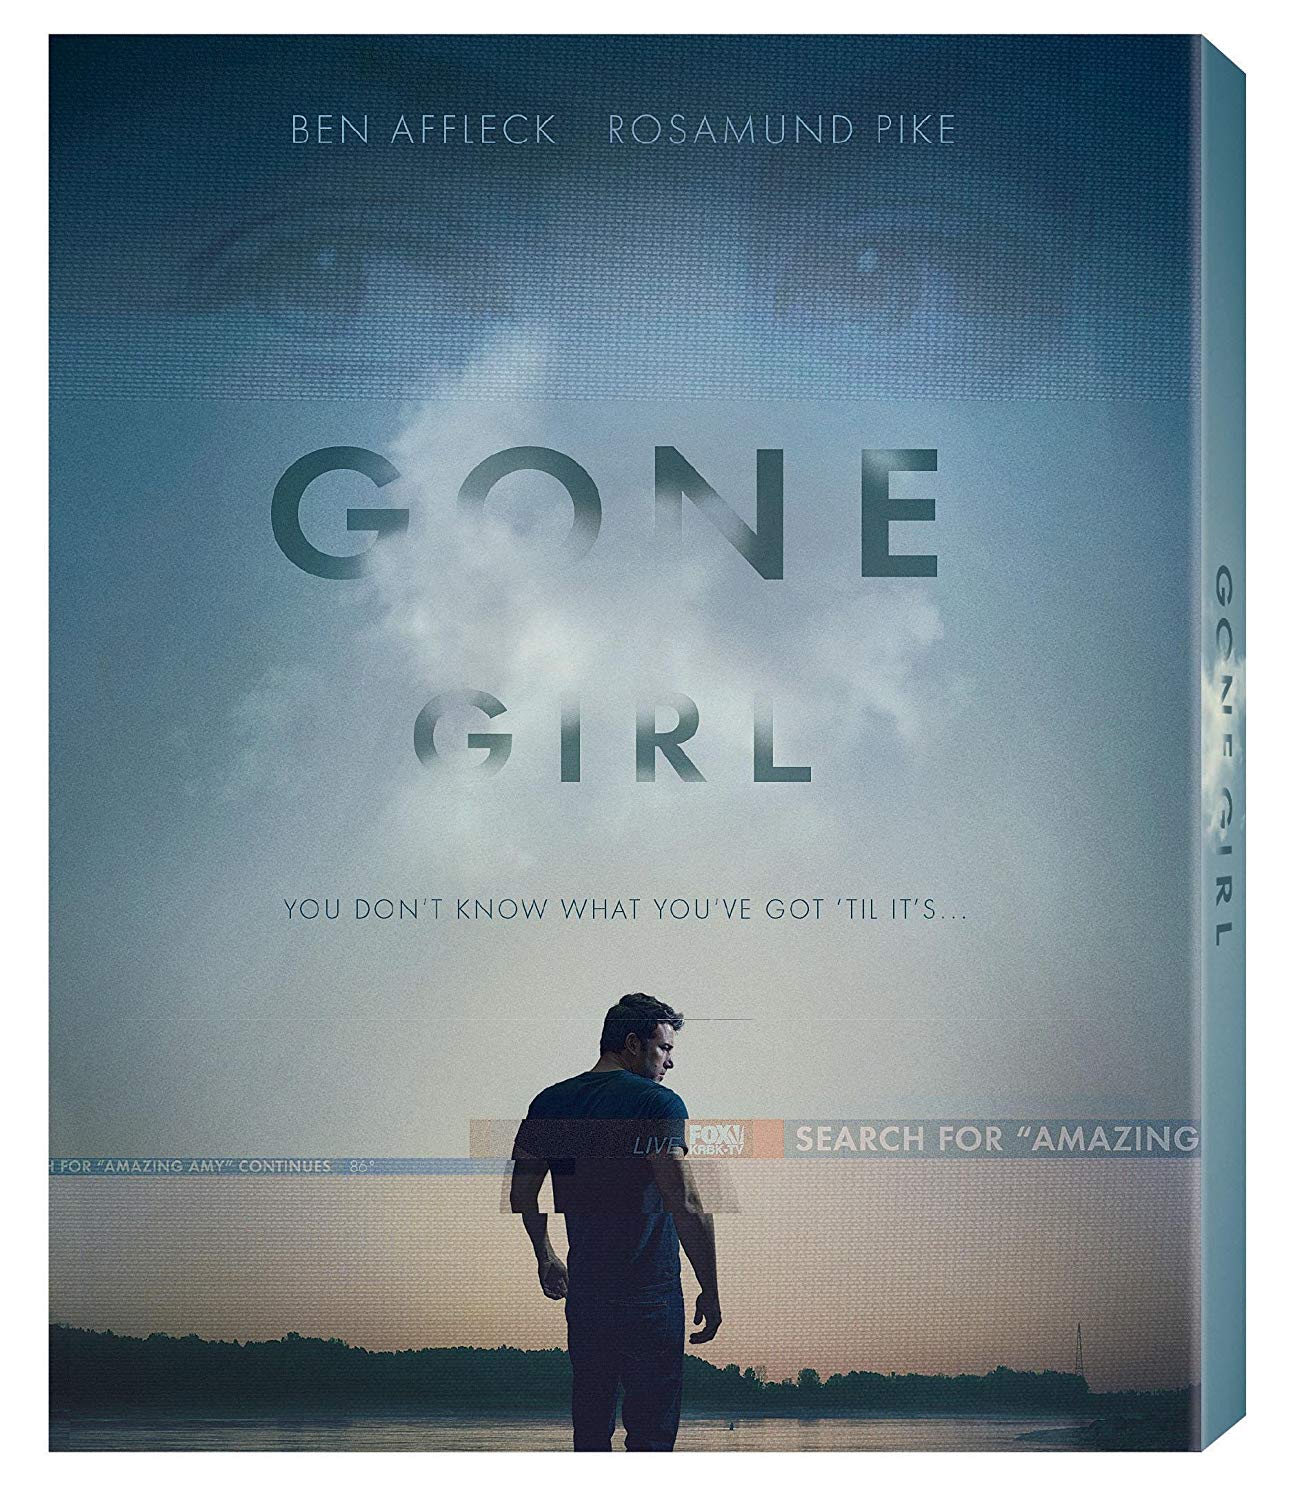 BEN AFFLECK ROSAMUND PIKE
GONE
GIRL
YOU DON'T KNOW WHAT YOU'VE GOT 'TIL IT'S...
LIVE FOX! KRBK-TV SEARCH FOR "AMAZING
H FOR "AMAZING AMY" CONTINUES 86°
GONE GIRL